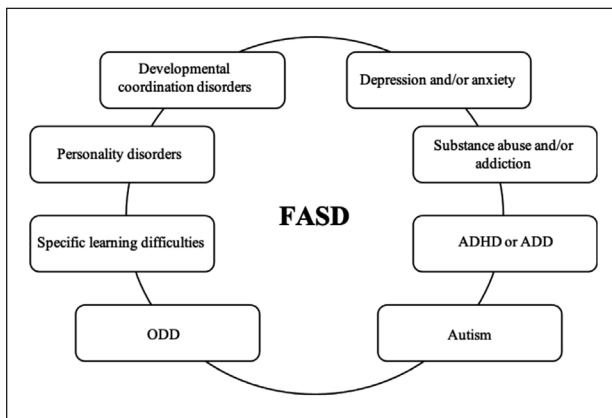 Developmental
coordination disorders
Depression and/or anxiety
Personality disorders
Substance abuse and/or
addiction
FASD
Specific learning difficulties
ADHD or ADD
ODD
Autism